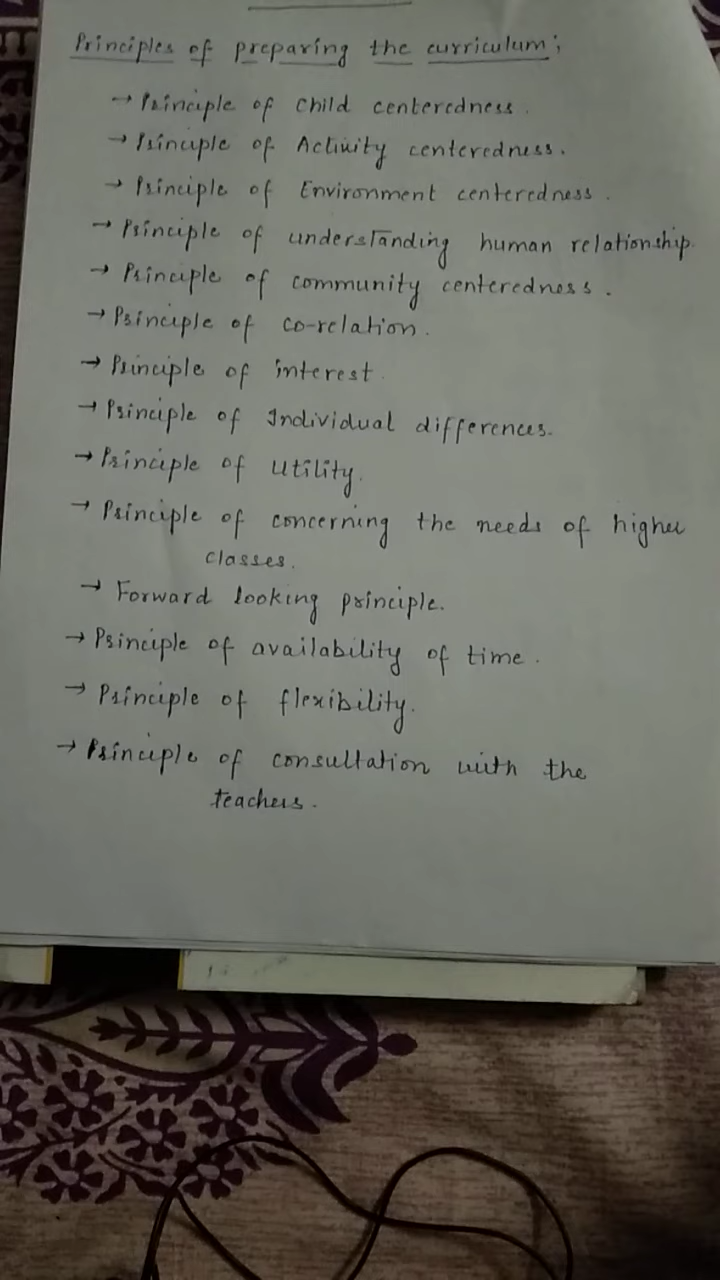 Principles of preparing the curriculum;
→ Principle of child centeredness.
→ Principle of Activity centeredness.
→ Principle of Environment centeredness.
→ Principle of understanding human relationship.
→ Principle of community centeredness.
→ Principle of co-relation.
→ Principle of interest.
→ Principle of Individual differences.
→ Principle of Utility.
→ Principle of concerning the needs of higher
classes.
→ Forward looking principle.
→ Principle of availability of time.
→ Principle of flexibility.
→ Principle of consultation with the
teachers.